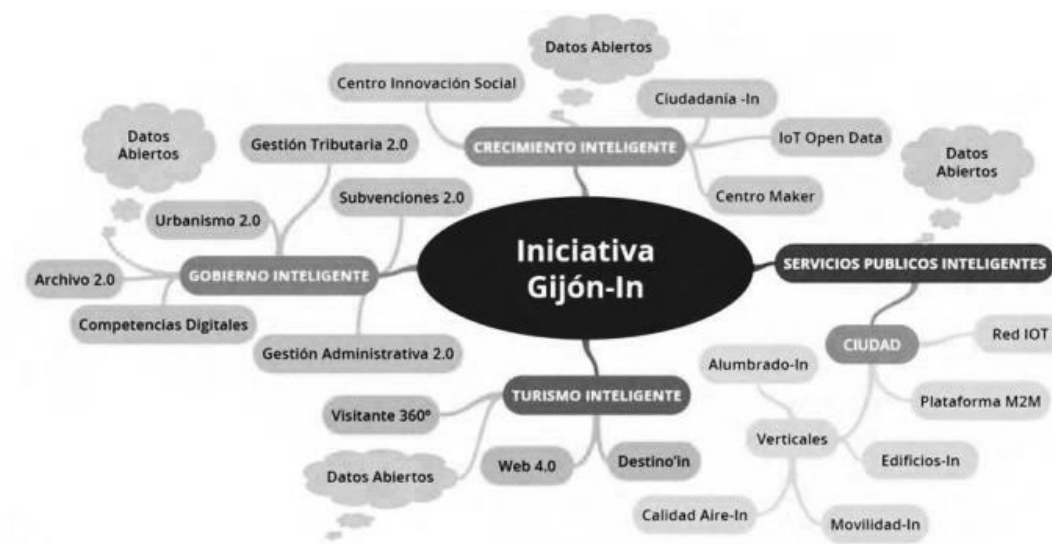 Datos Abiertos
Centro Innovación Social
Ciudadanía -In
Datos
Abiertos
Gestión Tributaria 2.0
CRECIMIENTO INTELIGENTE
IoT Open Data
Datos
Abiertos
Subvenciones 2.0
Centro Maker
Urbanismo 2.0
Iniciativa
Gijón-In
GOBIERNO INTELIGENTE
SERVICIOS PUBLICOS INTELIGENTES
Archivo 2.0
Competencias Digitales
Gestión Administrativa 2.0
CIUDAD
Red IOT
Alumbrado-In
TURISMO INTELIGENTE
Plataforma M2M
Visitante 360º
Verticales
Datos Abiertos
Web 4.0
Destino'in
Edificios-In
Calidad Aire-In
Movilidad-In